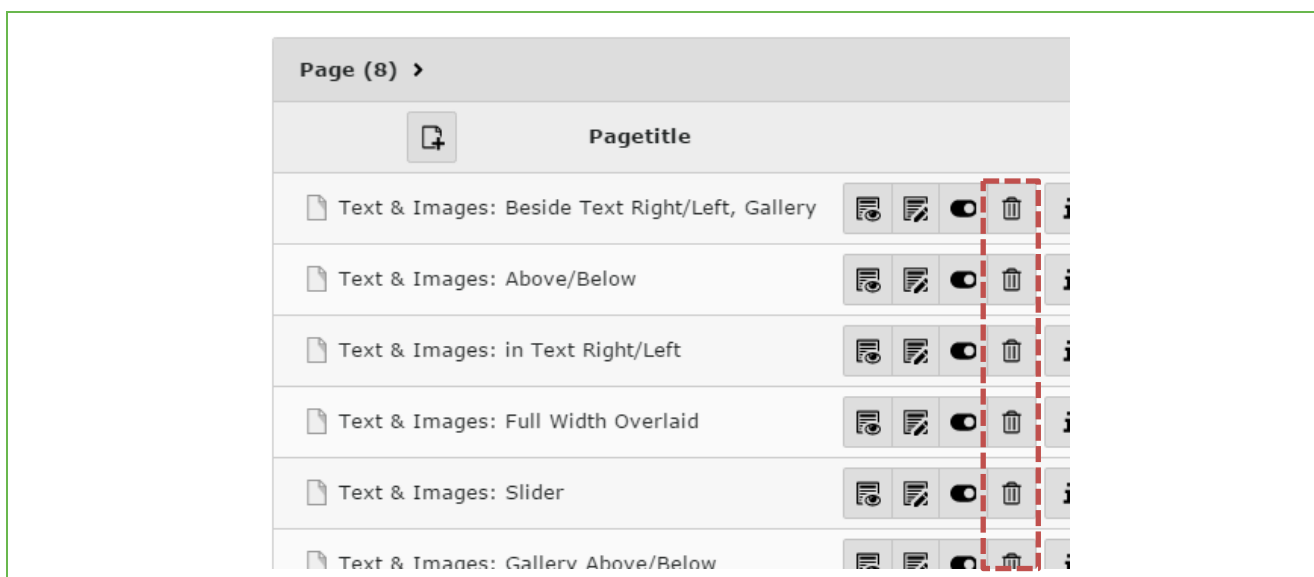 Page (8)
Pagetitle
Text & Images: Beside Text Right/Left, Gallery
Text & Images: Above/Below
Text & Images: in Text Right/Left
Text & Images: Full Width Overlaid
Text & Images: Slider
Text & Images: Gallery Above/Below